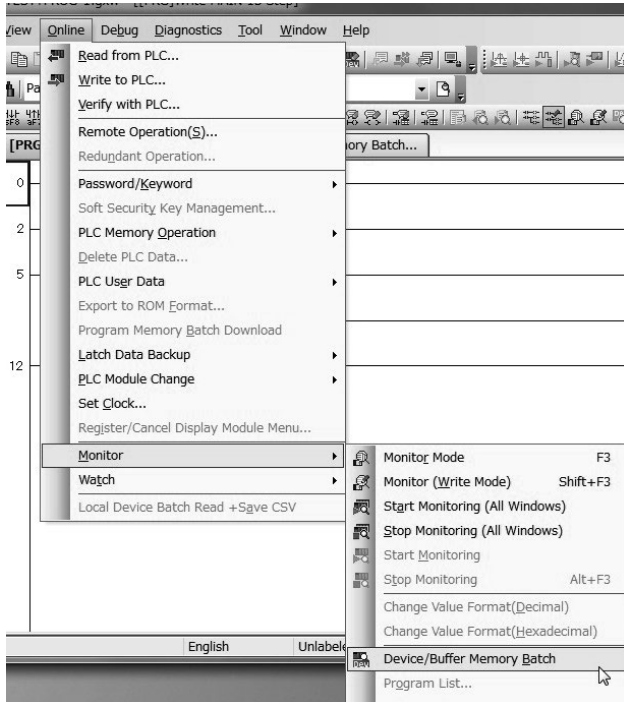 View Online Debug Diagnostics Tool Window Help
Read from PLC...
Write to PLC...
Verify with PLC...
Remote Operation(S)...
Redundant Operation...
Password/Keyword
Soft Security Key Management...
PLC Memory Operation
Delete PLC Data...
PLC User Data
Export to ROM Format...
Program Memory Batch Download
Latch Data Backup
PLC Module Change
Set Clock...
Register/Cancel Display Module Menu...
Monitor
Watch
Local Device Batch Read +Save CSV
Pa
[PRG
ory Batch...
0
2
5
12
Monitor Mode F3
Monitor (Write Mode) Shift+F3
Start Monitoring (All Windows)
Stop Monitoring (All Windows)
Start Monitoring
Stop Monitoring Alt+F3
Change Value Format(Decimal)
Change Value Format(Hexadecimal)
Device/Buffer Memory Batch
Program List...
English Unlabele